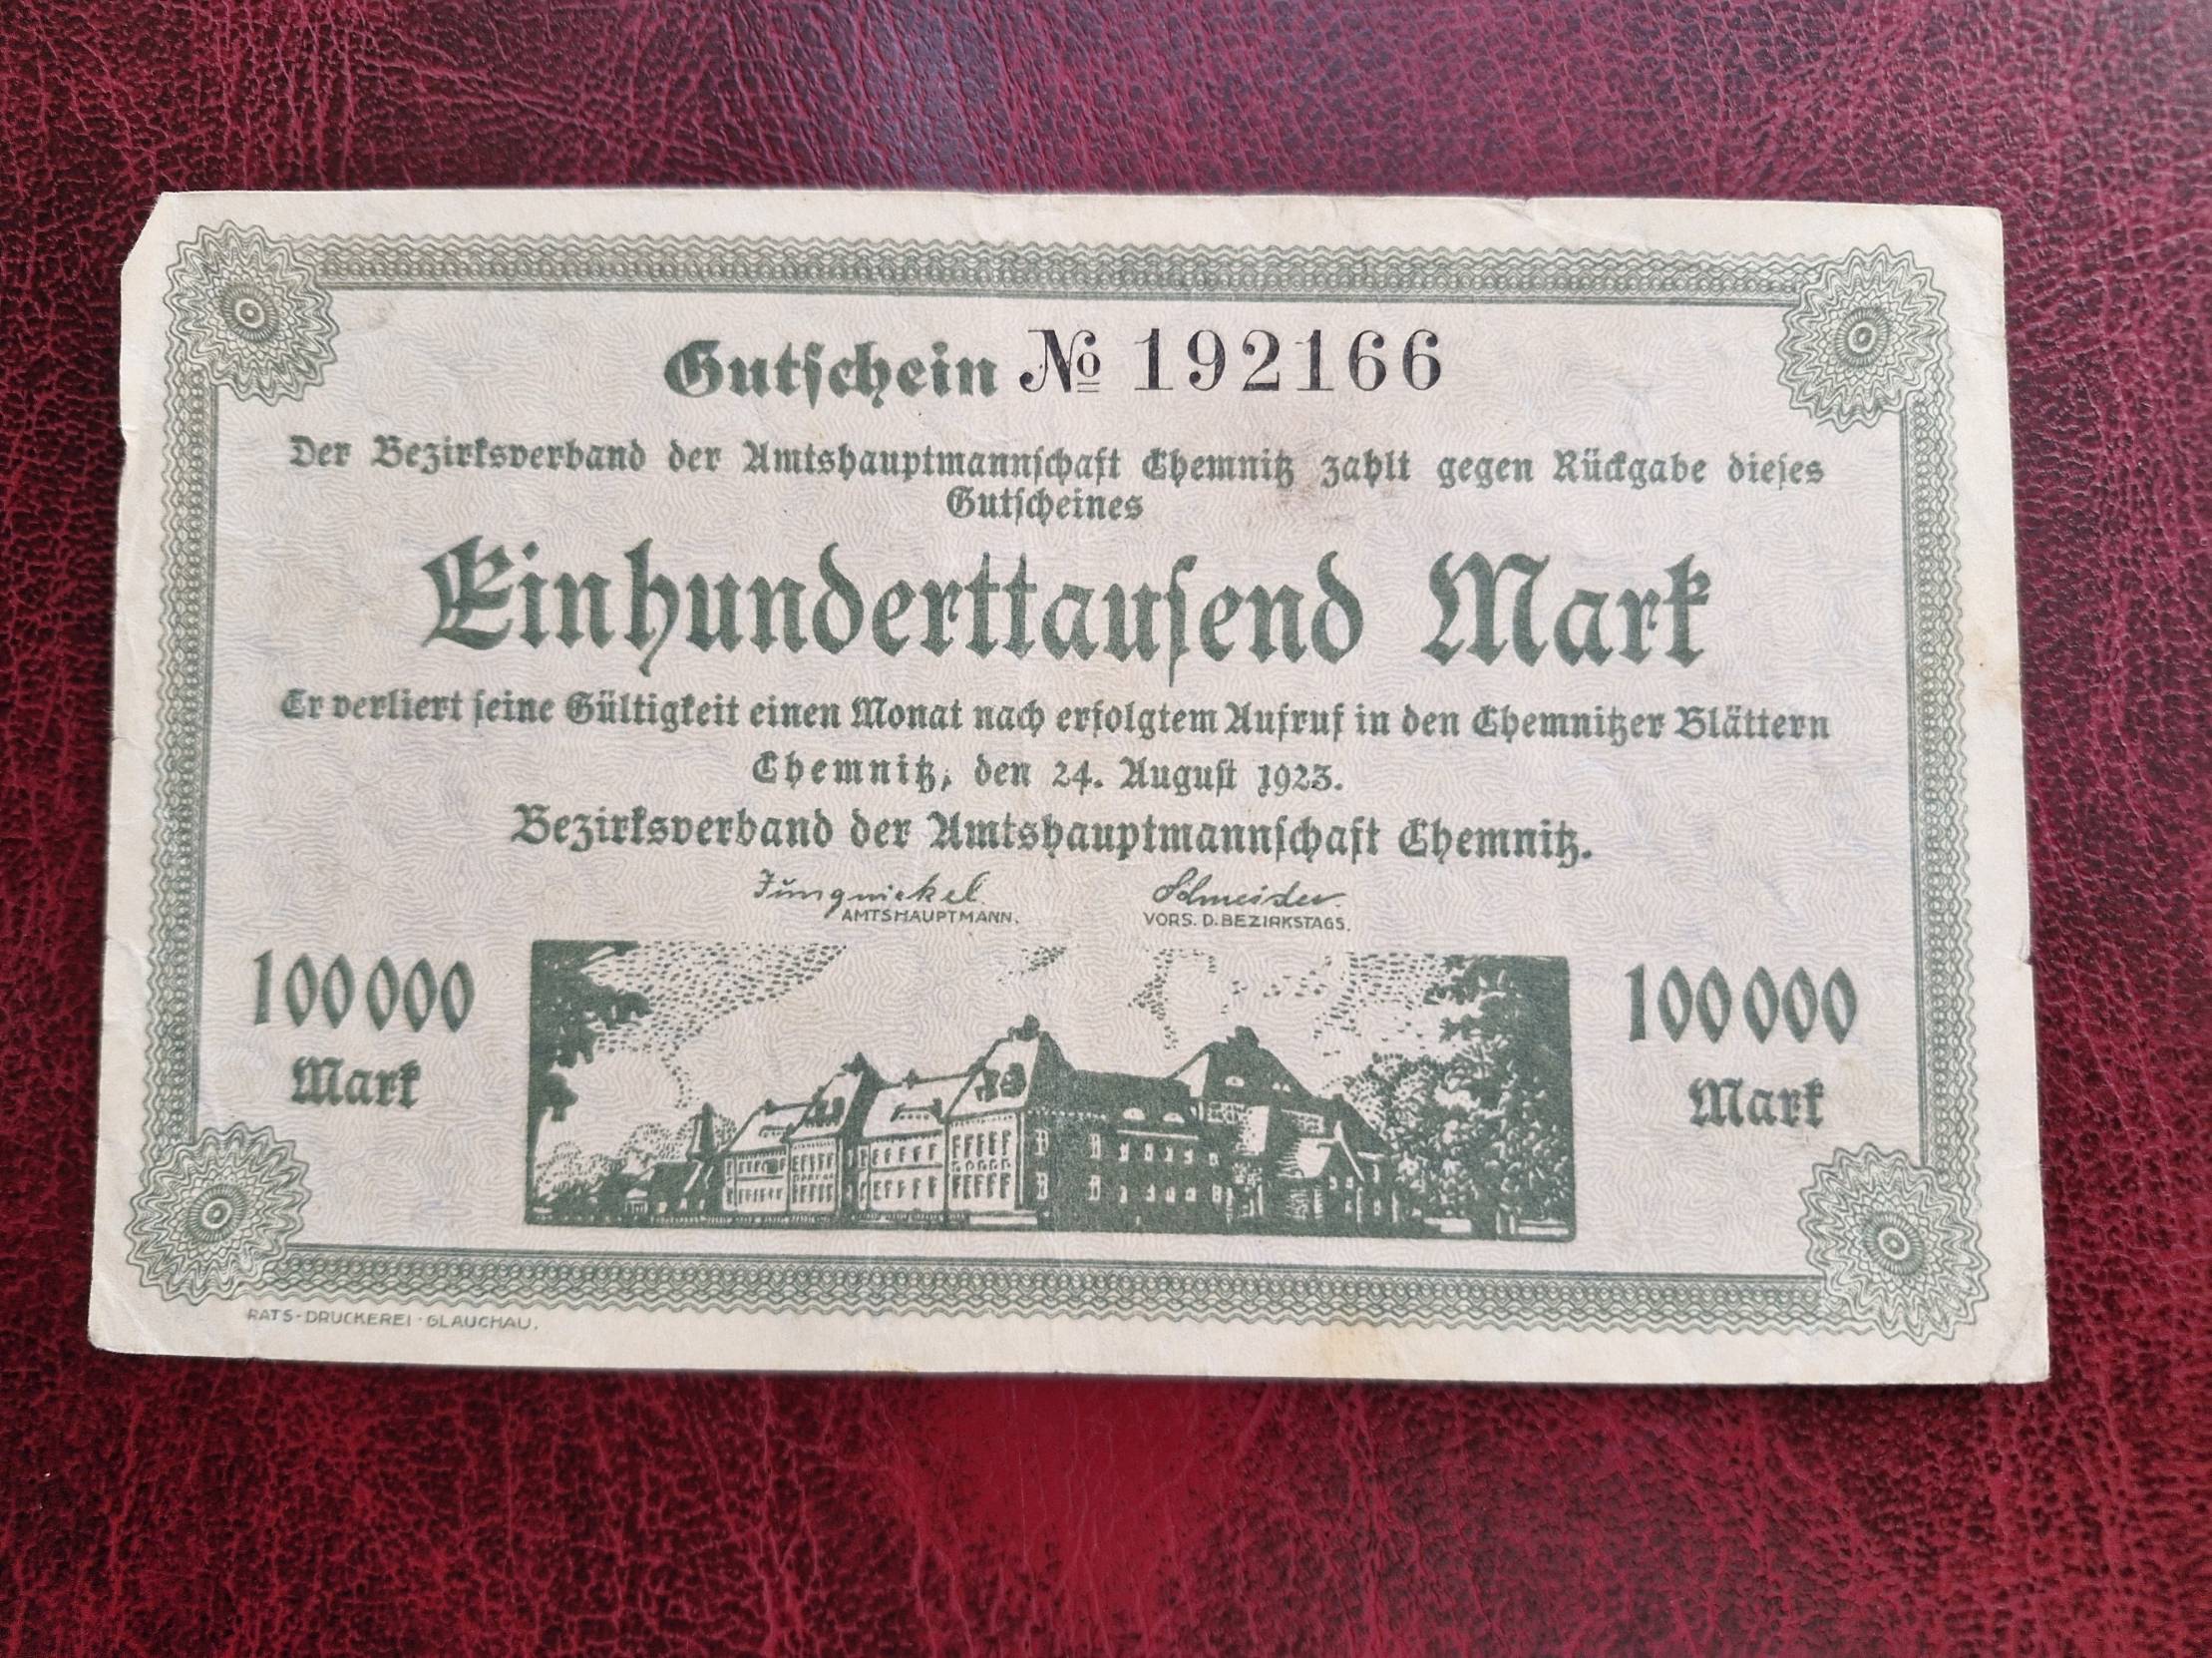 Gutschein № 192166
Der Bezirksverband der Amtshauptmannschaft Chemnitz zahlt gegen Rückgabe dieses
Gutscheines
Einhunderttausend Mark
Er verliert seine Gültigkeit einen Monat nach erfolgtem Aufruf in den Chemnitzer Blättern
Chemnitz, den 24. August 1923.
Bezirksverband der Amtshauptmannschaft Chemnitz.
Jungnickel. Schneider.
AMTSHAUPTMANN. VORS. D. BEZIRKSTAGS.
100000 100000
Mark Mark
RATS-DRUCKEREI · GLAUCHAU.